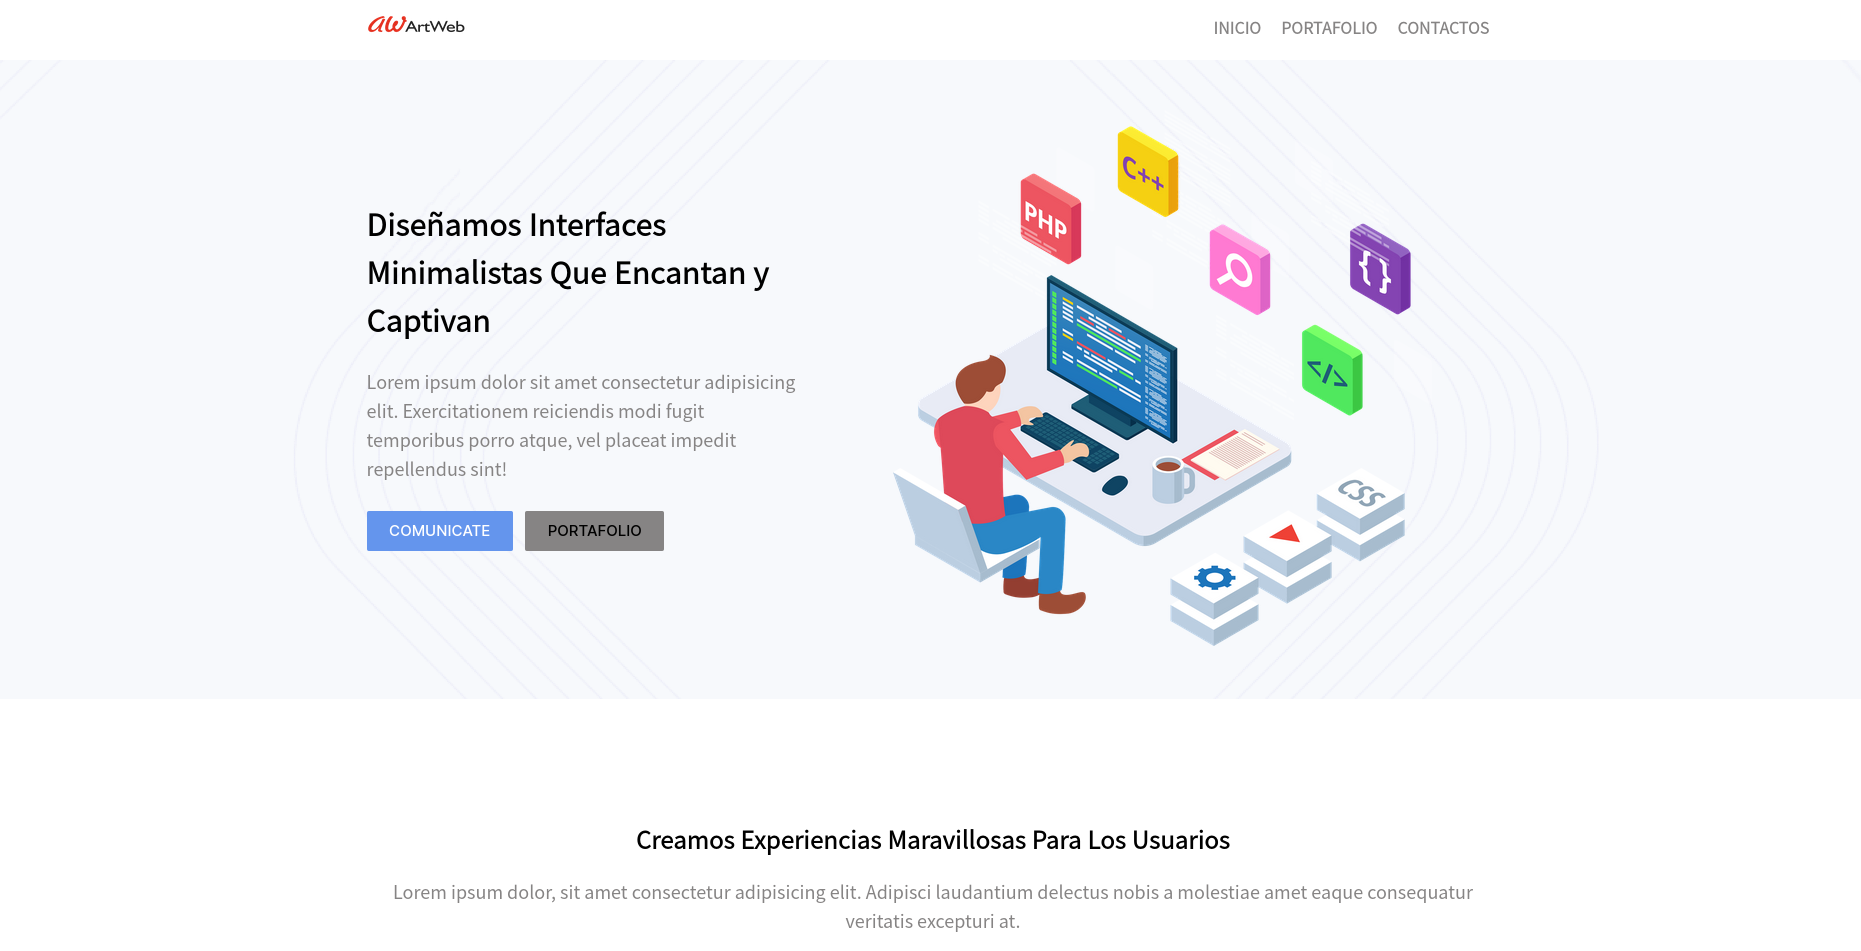 aw ArtWeb
INICIO PORTAFOLIO CONTACTOS
Diseñamos Interfaces
Minimalistas Que Encantan y
Captivan
Lorem ipsum dolor sit amet consectetur adipisicing
elit. Exercitationem reiciendis modi fugit
temporibus porro atque, vel placeat impedit
repellendus sint!
COMUNICATE PORTAFOLIO
C++
PHP
{}
</>
CSS
Creamos Experiencias Maravillosas Para Los Usuarios
Lorem ipsum dolor, sit amet consectetur adipisicing elit. Adipisci laudantium delectus nobis a molestiae amet eaque consequatur
veritatis excepturi at.